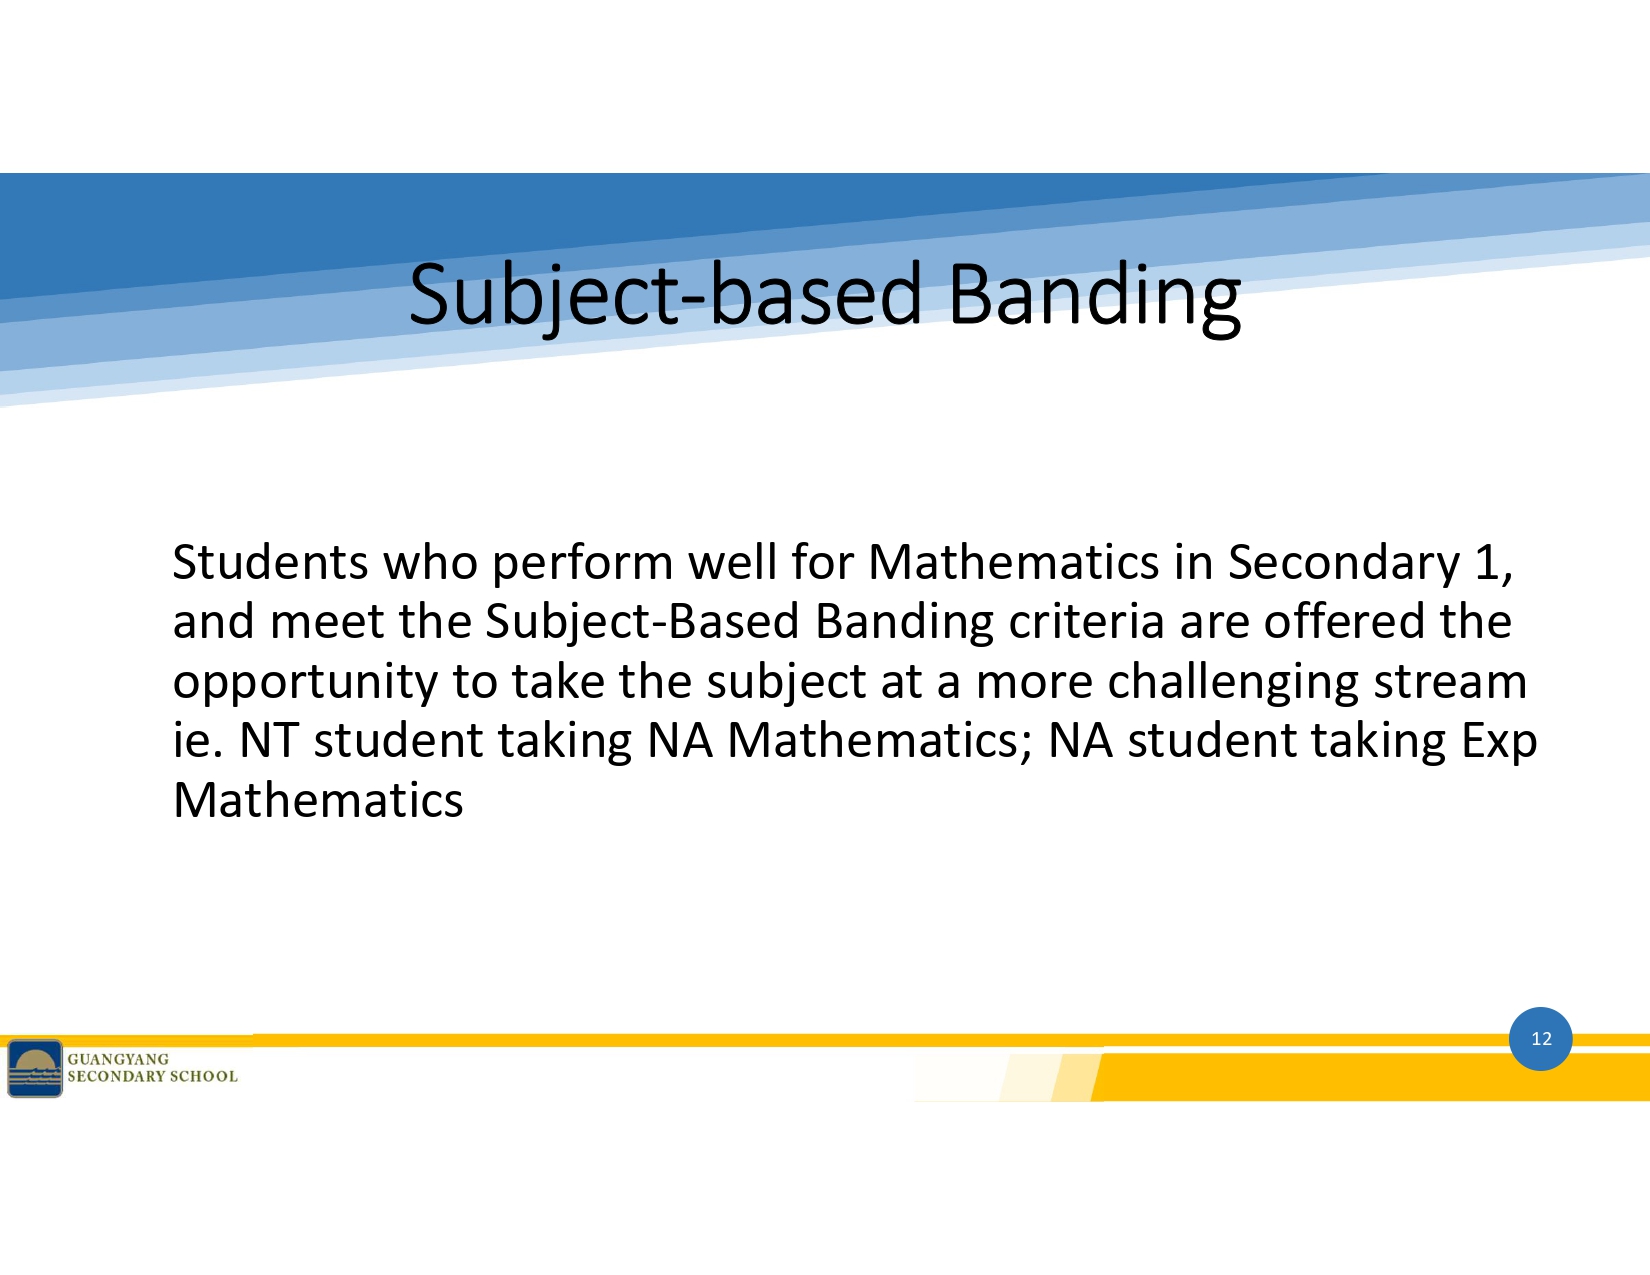 Subject-based Banding
Students who perform well for Mathematics in Secondary 1,
and meet the Subject-Based Banding criteria are offered the
opportunity to take the subject at a more challenging stream
ie. NT student taking NA Mathematics; NA student taking Exp
Mathematics
12
GUANGYANG
SECONDARY SCHOOL